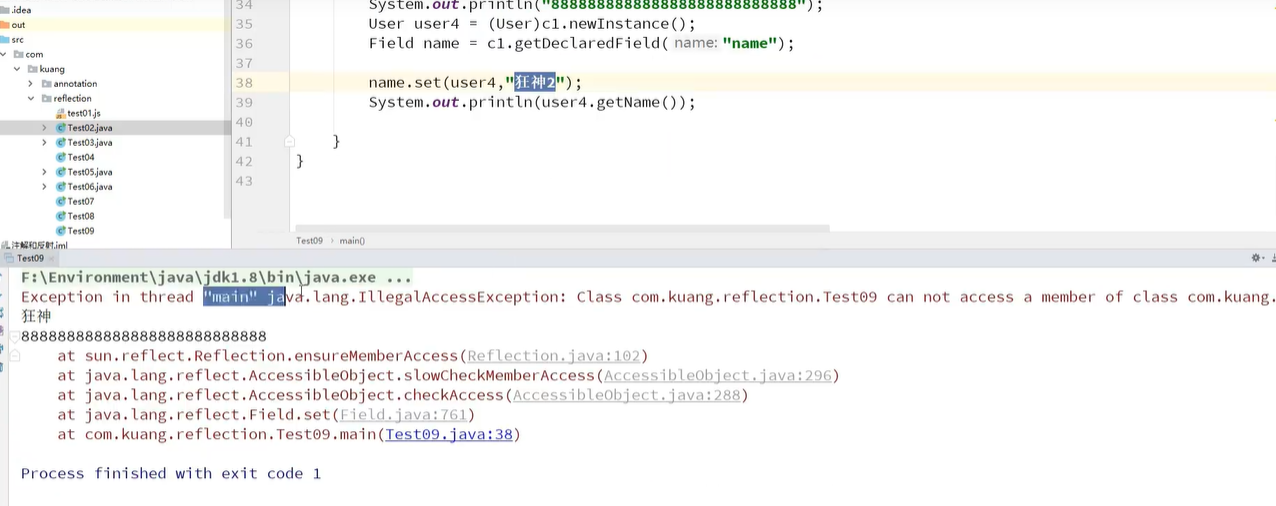 .idea
out
src
com
kuang
annotation
reflection
test01.js
Test02.java
Test03.java
Test04
Test05.java
Test06.java
Test07
Test08
Test09
注解和反射.iml
34 System.out.println("888888888888888888888888888");
35 User user4 = (User)c1.newInstance();
36 Field name = c1.getDeclaredField( name: "name");
37
38 name.set(user4,"狂神2");
39 System.out.println(user4.getName());
40
41 }
42 }
43
Test09 › main()
Test09
F:\Environment\java\jdk1.8\bin\java.exe ...
Exception in thread "main" java.lang.IllegalAccessException: Class com.kuang.reflection.Test09 can not access a member of class com.kuang.
狂神
888888888888888888888888888
at sun.reflect.Reflection.ensureMemberAccess(Reflection.java:102)
at java.lang.reflect.AccessibleObject.slowCheckMemberAccess(AccessibleObject.java:296)
at java.lang.reflect.AccessibleObject.checkAccess(AccessibleObject.java:288)
at java.lang.reflect.Field.set(Field.java:761)
at com.kuang.reflection.Test09.main(Test09.java:38)
Process finished with exit code 1